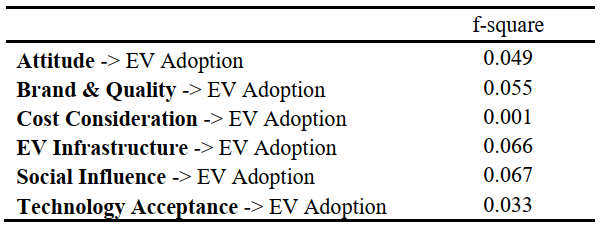 f-square
Attitude -> EV Adoption 0.049
Brand & Quality -> EV Adoption 0.055
Cost Consideration -> EV Adoption 0.001
EV Infrastructure -> EV Adoption 0.066
Social Influence -> EV Adoption 0.067
Technology Acceptance -> EV Adoption 0.033